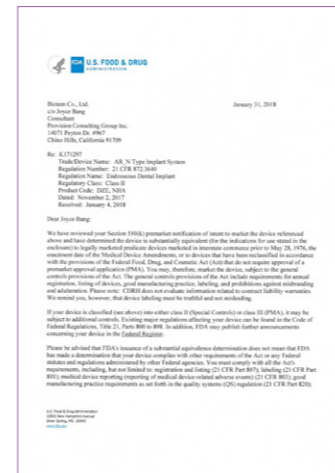 FDA U.S. FOOD & DRUG
ADMINISTRATION
Biotem Co., Ltd. January 31, 2018
c/o Joyce Bang
Consultant
Provision Consulting Group Inc.
Chino Hills, California 91709
Re: K171297
Trade/Device Name: AR_N Type Implant System
Regulation Number: 21 CFR 872.3640
Regulation Name: Endosseous Dental Implant
Regulatory Class: Class II
Product Code: DZE, NHA
Dated: November 2, 2017
Received: January 4, 2018
Dear Joyce Bang:
We have reviewed your Section 510(k) premarket notification of intent to market the device referenced
above and have determined the device is substantially equivalent (for the indications for use stated in the
enclosure) to legally marketed predicate devices marketed in interstate commerce prior to May 28, 1976, the
enactment date of the Medical Device Amendments, or to devices that have been reclassified in accordance
with the provisions of the Federal Food, Drug, and Cosmetic Act (Act) that do not require approval of a
premarket approval application (PMA). You may, therefore, market the device, subject to the general
controls provisions of the Act. The general controls provisions of the Act include requirements for annual
registration, listing of devices, good manufacturing practice, labeling, and prohibitions against misbranding
and adulteration. Please note: CDRH does not evaluate information related to contract liability warranties.
We remind you, however, that device labeling must be truthful and not misleading.
If your device is classified (see above) into either class II (Special Controls) or class III (PMA), it may be
subject to additional controls. Existing major regulations affecting your device can be found in the Code of
Federal Regulations, Title 21, Parts 800 to 898. In addition, FDA may publish further announcements
concerning your device in the Federal Register.
Please be advised that FDA's issuance of a substantial equivalence determination does not mean that FDA
has made a determination that your device complies with other requirements of the Act or any Federal
statutes and regulations administered by other Federal agencies. You must comply with all the Act's
requirements, including, but not limited to: registration and listing (21 CFR Part 807); labeling (21 CFR Part
801); medical device reporting (reporting of medical device-related adverse events) (21 CFR 803); good
manufacturing practice requirements as set forth in the quality systems (QS) regulation (21 CFR Part 820);
U.S. Food & Drug Administration
10903 New Hampshire Avenue
Silver Spring, MD 20993
www.fda.gov